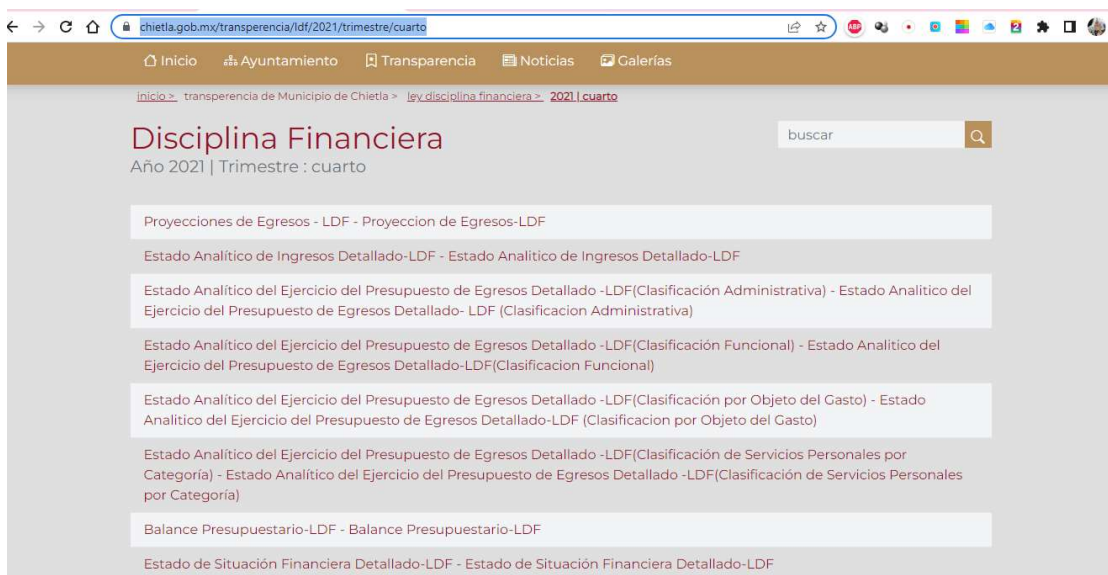 chietla.gob.mx/transperencia/ldf/2021/trimestre/cuarto
ABP
2
Inicio
Ayuntamiento
Transparencia
Noticias
Galerías
inicio > transperencia de Municipio de Chietla > ley disciplina financiera > 2021 | cuarto
Disciplina Financiera
buscar
Año 2021 | Trimestre : cuarto
Proyecciones de Egresos - LDF - Proyeccion de Egresos-LDF
Estado Analítico de Ingresos Detallado-LDF - Estado Analitico de Ingresos Detallado-LDF
Estado Analítico del Ejercicio del Presupuesto de Egresos Detallado -LDF(Clasificación Administrativa) - Estado Analitico del
Ejercicio del Presupuesto de Egresos Detallado- LDF (Clasificacion Administrativa)
Estado Analítico del Ejercicio del Presupuesto de Egresos Detallado -LDF(Clasificación Funcional) - Estado Analitico del
Ejercicio del Presupuesto de Egresos Detallado-LDF(Clasificacion Funcional)
Estado Analítico del Ejercicio del Presupuesto de Egresos Detallado -LDF(Clasificación por Objeto del Gasto) - Estado
Analitico del Ejercicio del Presupuesto de Egresos Detallado-LDF (Clasificacion por Objeto del Gasto)
Estado Analítico del Ejercicio del Presupuesto de Egresos Detallado -LDF(Clasificación de Servicios Personales por
Categoría) - Estado Analítico del Ejercicio del Presupuesto de Egresos Detallado -LDF(Clasificación de Servicios Personales
por Categoría)
Balance Presupuestario-LDF - Balance Presupuestario-LDF
Estado de Situación Financiera Detallado-LDF - Estado de Situación Financiera Detallado-LDF